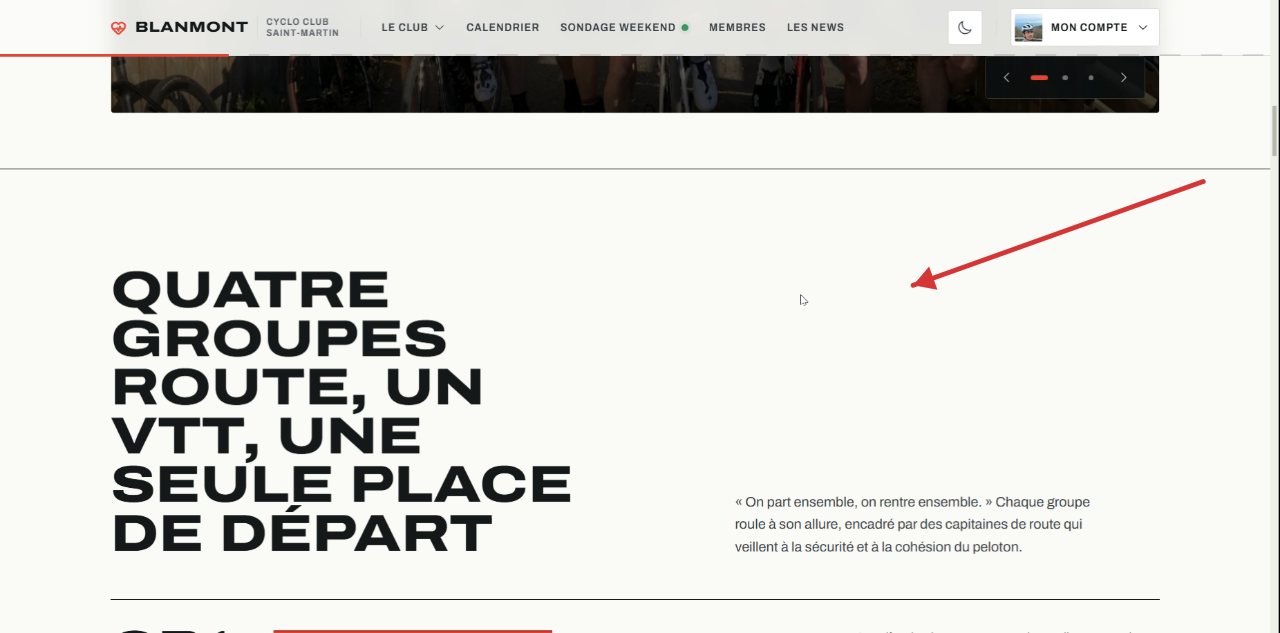 BLANMONT
CYCLO CLUB
SAINT-MARTIN
LE CLUB
CALENDRIER
SONDAGE WEEKEND
MEMBRES
LES NEWS
MON COMPTE
QUATRE
GROUPES
ROUTE, UN
VTT, UNE
SEULE PLACE
DE DÉPART
« On part ensemble, on rentre ensemble. » Chaque groupe
roule à son allure, encadré par des capitaines de route qui
veillent à la sécurité et à la cohésion du peloton.